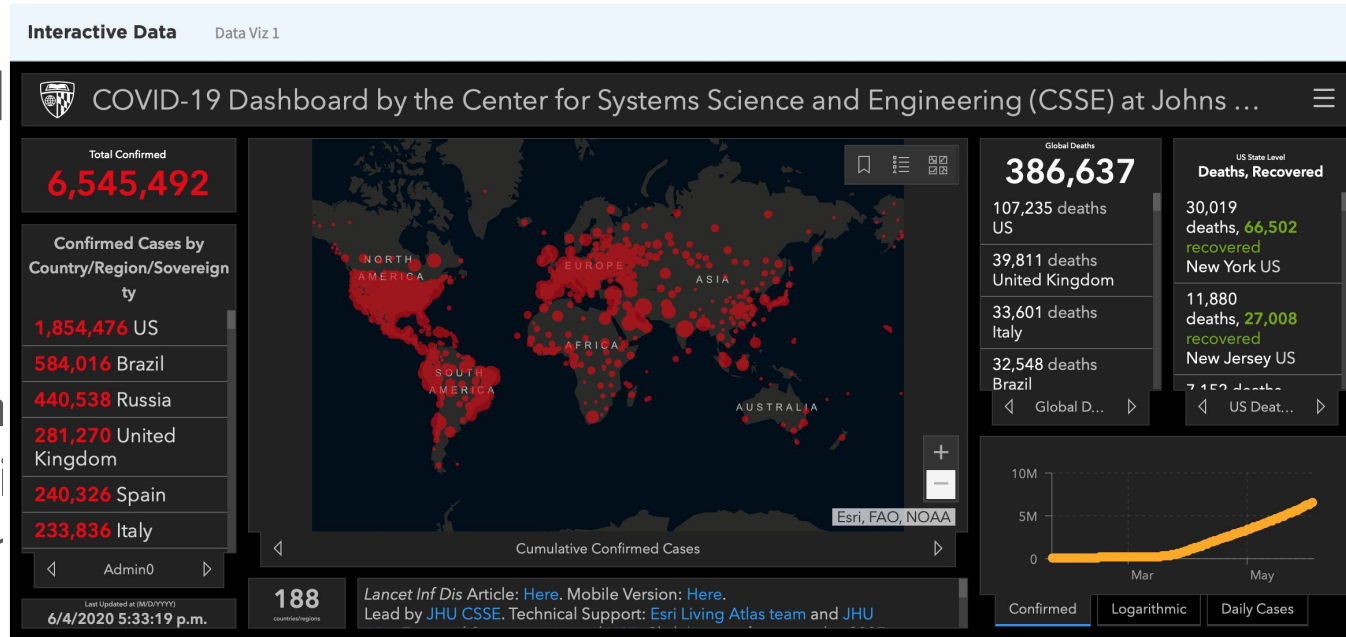 Interactive Data Data Viz 1
COVID-19 Dashboard by the Center for Systems Science and Engineering (CSSE) at Johns ...
Total Confirmed
6,545,492
Confirmed Cases by
Country/Region/Sovereign
ty
1,854,476 US
584,016 Brazil
440,538 Russia
281,270 United
Kingdom
240,326 Spain
233,836 Italy
Admin0
Last Updated at (M/D/YYYY)
6/4/2020 5:33:19 p.m.
NORTH
AMERICA
EUROPE
ASIA
AFRICA
SOUTH
AMERICA
AUSTRALIA
+
−
Esri, FAO, NOAA
Cumulative Confirmed Cases
188
countries/regions
Lancet Inf Dis Article: Here. Mobile Version: Here.
Lead by JHU CSSE. Technical Support: Esri Living Atlas team and JHU
Global Deaths
386,637
107,235 deaths
US
39,811 deaths
United Kingdom
33,601 deaths
Italy
32,548 deaths
Brazil
Global D...
US State Level
Deaths, Recovered
30,019
deaths, 66,502
recovered
New York US
11,880
deaths, 27,008
recovered
New Jersey US
US Deat...
10M
5M
0
Mar May
Confirmed Logarithmic Daily Cases